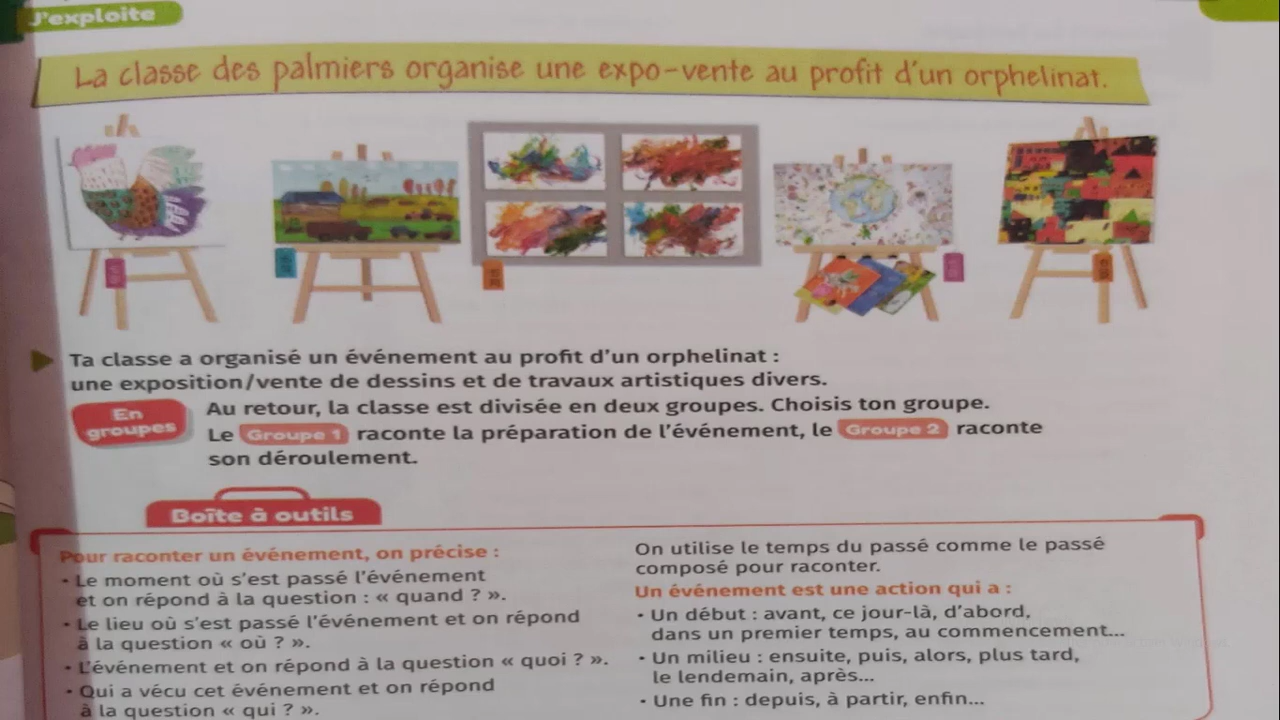 J'exploite
La classe des palmiers organise une expo-vente au profit d'un orphelinat.
Ta classe a organisé un événement au profit d'un orphelinat :
une exposition/vente de dessins et de travaux artistiques divers.
En
groupes
Au retour, la classe est divisée en deux groupes. Choisis ton groupe.
Le Groupe 1 raconte la préparation de l'événement, le Groupe 2 raconte
son déroulement.
Boîte à outils
Pour raconter un événement, on précise :
• Le moment où s'est passé l'événement
et on répond à la question : « quand ? ».
• Le lieu où s'est passé l'événement et on répond
à la question « où ? ».
• L'événement et on répond à la question « quoi ? ».
• Qui a vécu cet événement et on répond
à la question « qui ? ».
On utilise le temps du passé comme le passé
composé pour raconter.
Un événement est une action qui a :
• Un début : avant, ce jour-là, d'abord,
dans un premier temps, au commencement...
• Un milieu : ensuite, puis, alors, plus tard,
le lendemain, après...
• Une fin : depuis, à partir, enfin...